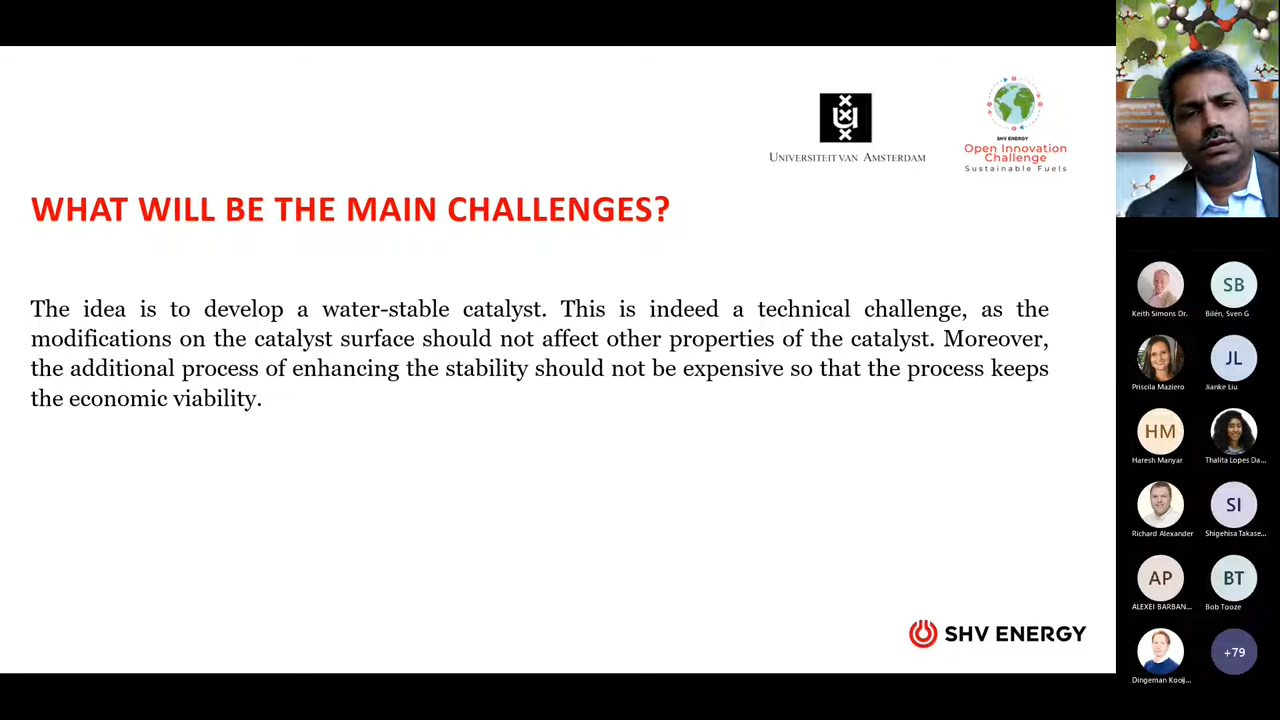 UNIVERSITEIT VAN AMSTERDAM
SHV ENERGY
Open Innovation
Challenge
Sustainable Fuels
WHAT WILL BE THE MAIN CHALLENGES?
The idea is to develop a water-stable catalyst. This is indeed a technical challenge, as the
modifications on the catalyst surface should not affect other properties of the catalyst. Moreover,
the additional process of enhancing the stability should not be expensive so that the process keeps
the economic viability.
SHV ENERGY
SB
Keith Simons Dr.
Bilén, Sven G
JL
Priscila Maziero
Jianke Liu
HM
Haresh Manyar
Thalita Lopes Da...
SI
Richard Alexander
Shigehisa Takase...
AP
BT
ALEXEI BARBAN...
Bob Tooze
+79
Dingeman Kooij...